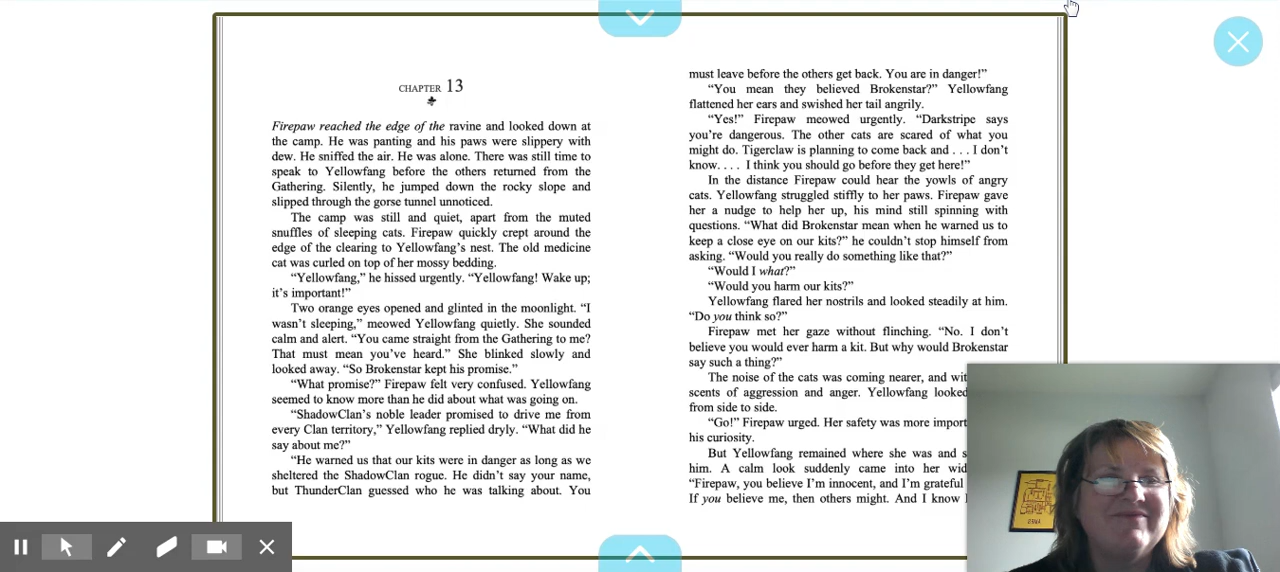 CHAPTER 13
Firepaw reached the edge of the ravine and looked down at
the camp. He was panting and his paws were slippery with
dew. He sniffed the air. He was alone. There was still time to
speak to Yellowfang before the others returned from the
Gathering. Silently, he jumped down the rocky slope and
slipped through the gorse tunnel unnoticed.
The camp was still and quiet, apart from the muted
snuffles of sleeping cats. Firepaw quickly crept around the
edge of the clearing to Yellowfang's nest. The old medicine
cat was curled on top of her mossy bedding.
“Yellowfang,” he hissed urgently. “Yellowfang! Wake up;
it's important!”
Two orange eyes opened and glinted in the moonlight. “I
wasn't sleeping,” meowed Yellowfang quietly. She sounded
calm and alert. “You came straight from the Gathering to me?
That must mean you've heard.” She blinked slowly and
looked away. “So Brokenstar kept his promise.”
“What promise?” Firepaw felt very confused. Yellowfang
seemed to know more than he did about what was going on.
“ShadowClan's noble leader promised to drive me from
every Clan territory,” Yellowfang replied dryly. “What did he
say about me?”
“He warned us that our kits were in danger as long as we
sheltered the ShadowClan rogue. He didn't say your name,
but ThunderClan guessed who he was talking about. You
must leave before the others get back. You are in danger!”
“You mean they believed Brokenstar?” Yellowfang
flattened her ears and swished her tail angrily.
“Yes!” Firepaw meowed urgently. “Darkstripe says
you're dangerous. The other cats are scared of what you
might do. Tigerclaw is planning to come back and . . . I don't
know. . . . I think you should go before they get here!”
In the distance Firepaw could hear the yowls of angry
cats. Yellowfang struggled stiffly to her paws. Firepaw gave
her a nudge to help her up, his mind still spinning with
questions. “What did Brokenstar mean when he warned us to
keep a close eye on our kits?” he couldn't stop himself from
asking. “Would you really do something like that?”
“Would I what?”
“Would you harm our kits?”
Yellowfang flared her nostrils and looked steadily at him.
“Do you think so?”
Firepaw met her gaze without flinching. “No. I don't
believe you would ever harm a kit. But why would Brokenstar
say such a thing?”
The noise of the cats was coming nearer, and wit
scents of aggression and anger. Yellowfang looked
from side to side.
“Go!” Firepaw urged. Her safety was more import
his curiosity.
But Yellowfang remained where she was and s
him. A calm look suddenly came into her wid
“Firepaw, you believe I'm innocent, and I'm grateful
If you believe me, then others might. And I know